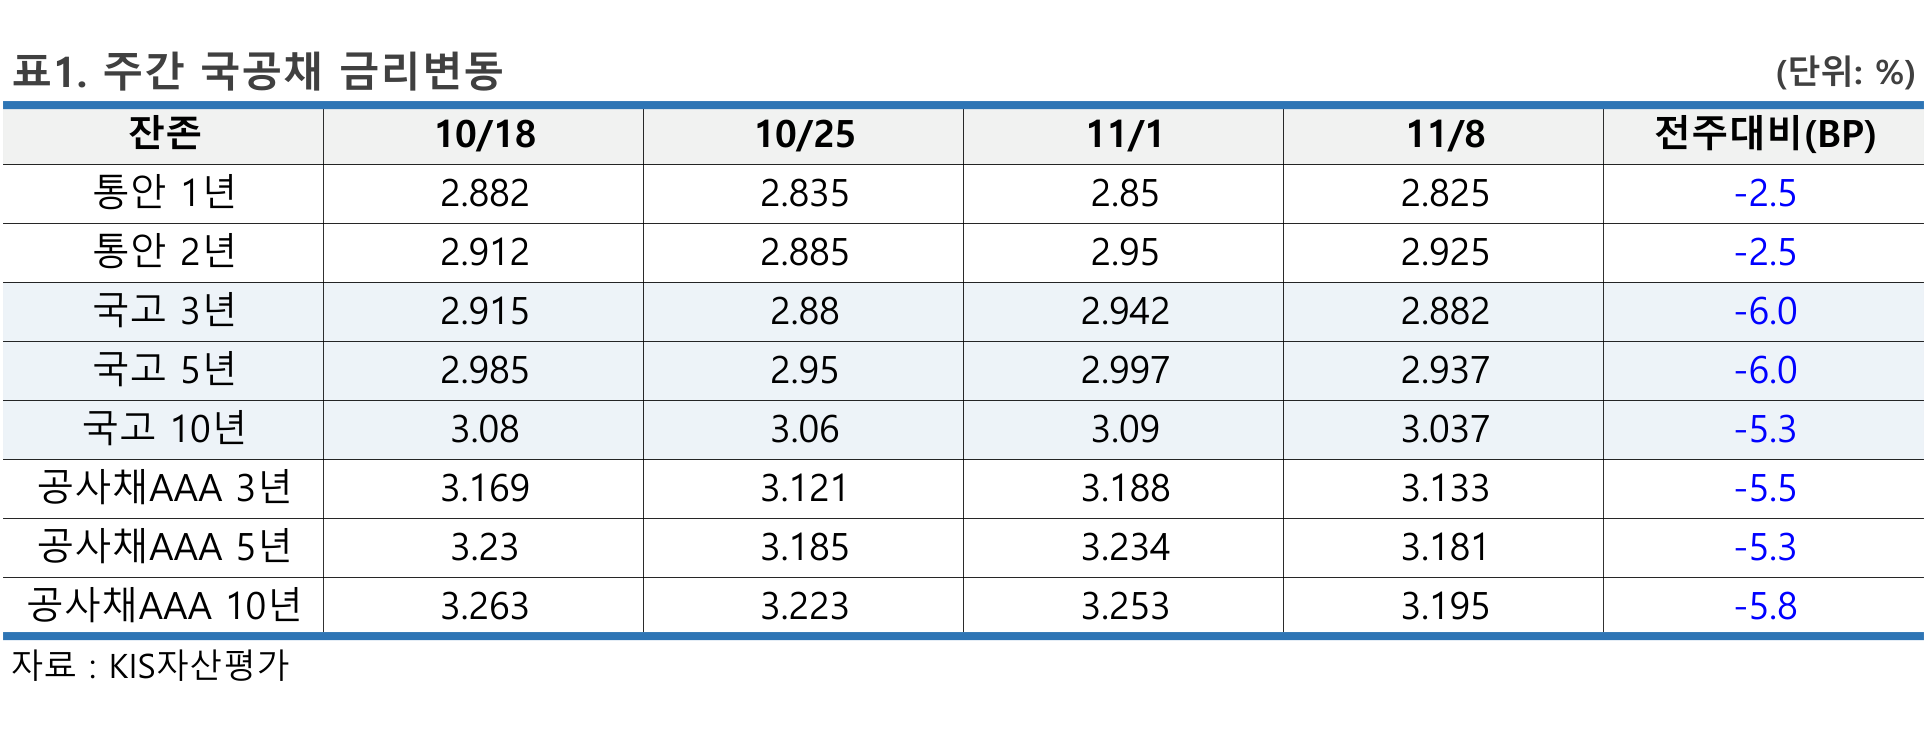 표1. 주간 국공채 금리변동 (단위: %)
잔존 10/18 10/25 11/1 11/8 전주대비(BP)
통안 1년 2.882 2.835 2.85 2.825 -2.5
통안 2년 2.912 2.885 2.95 2.925 -2.5
국고 3년 2.915 2.88 2.942 2.882 -6.0
국고 5년 2.985 2.95 2.997 2.937 -6.0
국고 10년 3.08 3.06 3.09 3.037 -5.3
공사채AAA 3년 3.169 3.121 3.188 3.133 -5.5
공사채AAA 5년 3.23 3.185 3.234 3.181 -5.3
공사채AAA 10년 3.263 3.223 3.253 3.195 -5.8
자료 : KIS자산평가